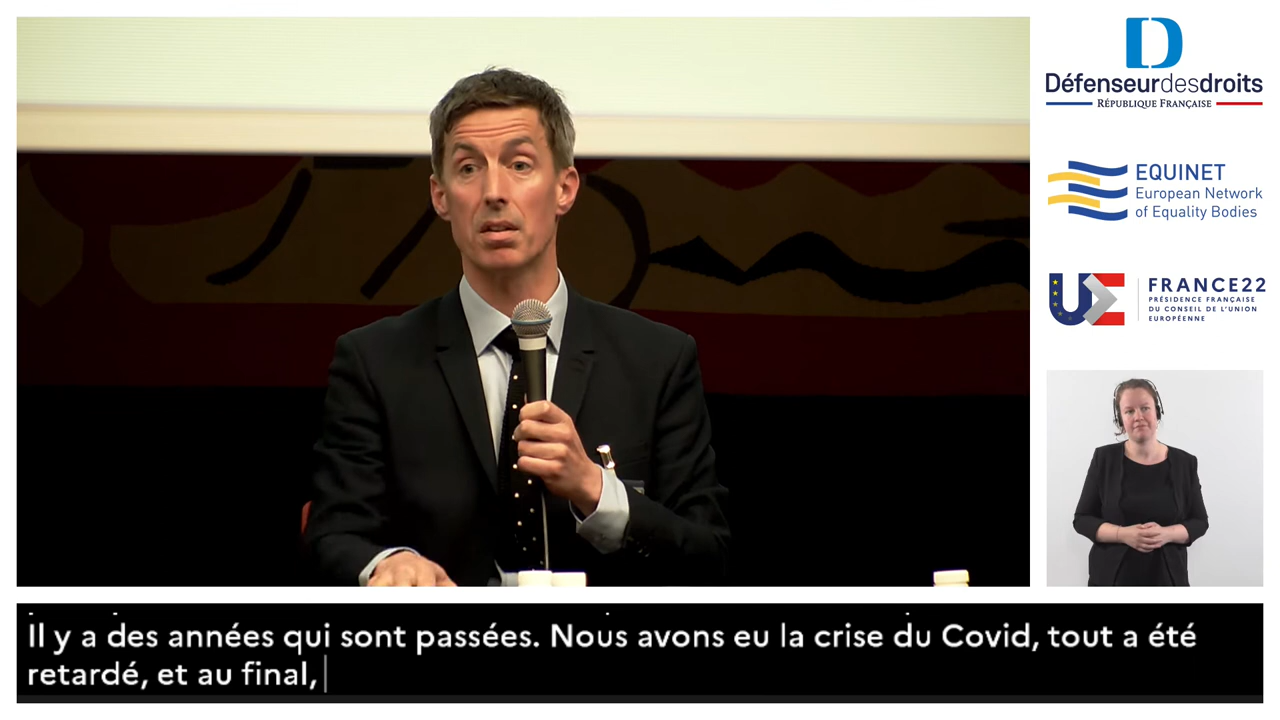 Défenseurdesdroits
RÉPUBLIQUE FRANÇAISE
EQUINET
European Network
of Equality Bodies
FRANCE22
PRÉSIDENCE FRANÇAISE
DU CONSEIL DE L'UNION
EUROPÉENNE
Il y a des années qui sont passées. Nous avons eu la crise du Covid, tout a été
retardé, et au final,